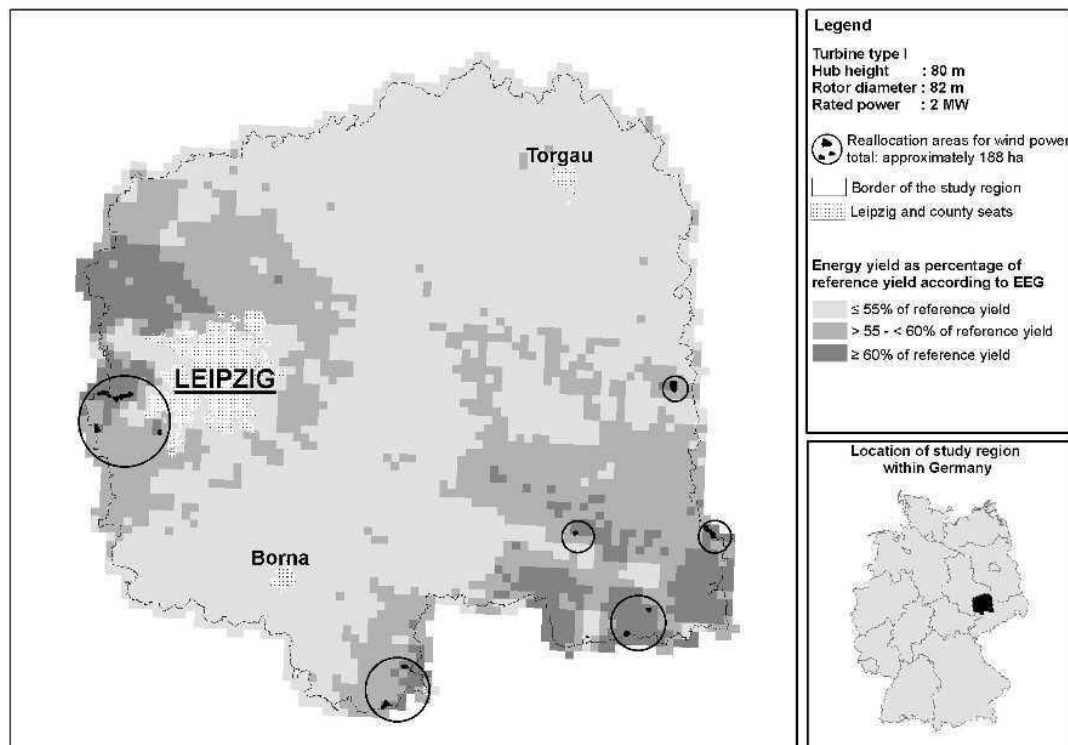 Torgau
LEIPZIG
Borna
Legend
Turbine type I
Hub height : 80 m
Rotor diameter : 82 m
Rated power : 2 MW
Reallocation areas for wind power
total: approximately 188 ha
Border of the study region
Leipzig and county seats
Energy yield as percentage of
reference yield according to EEG
≤ 55% of reference yield
> 55 - < 60% of reference yield
≥ 60% of reference yield
Location of study region
within Germany